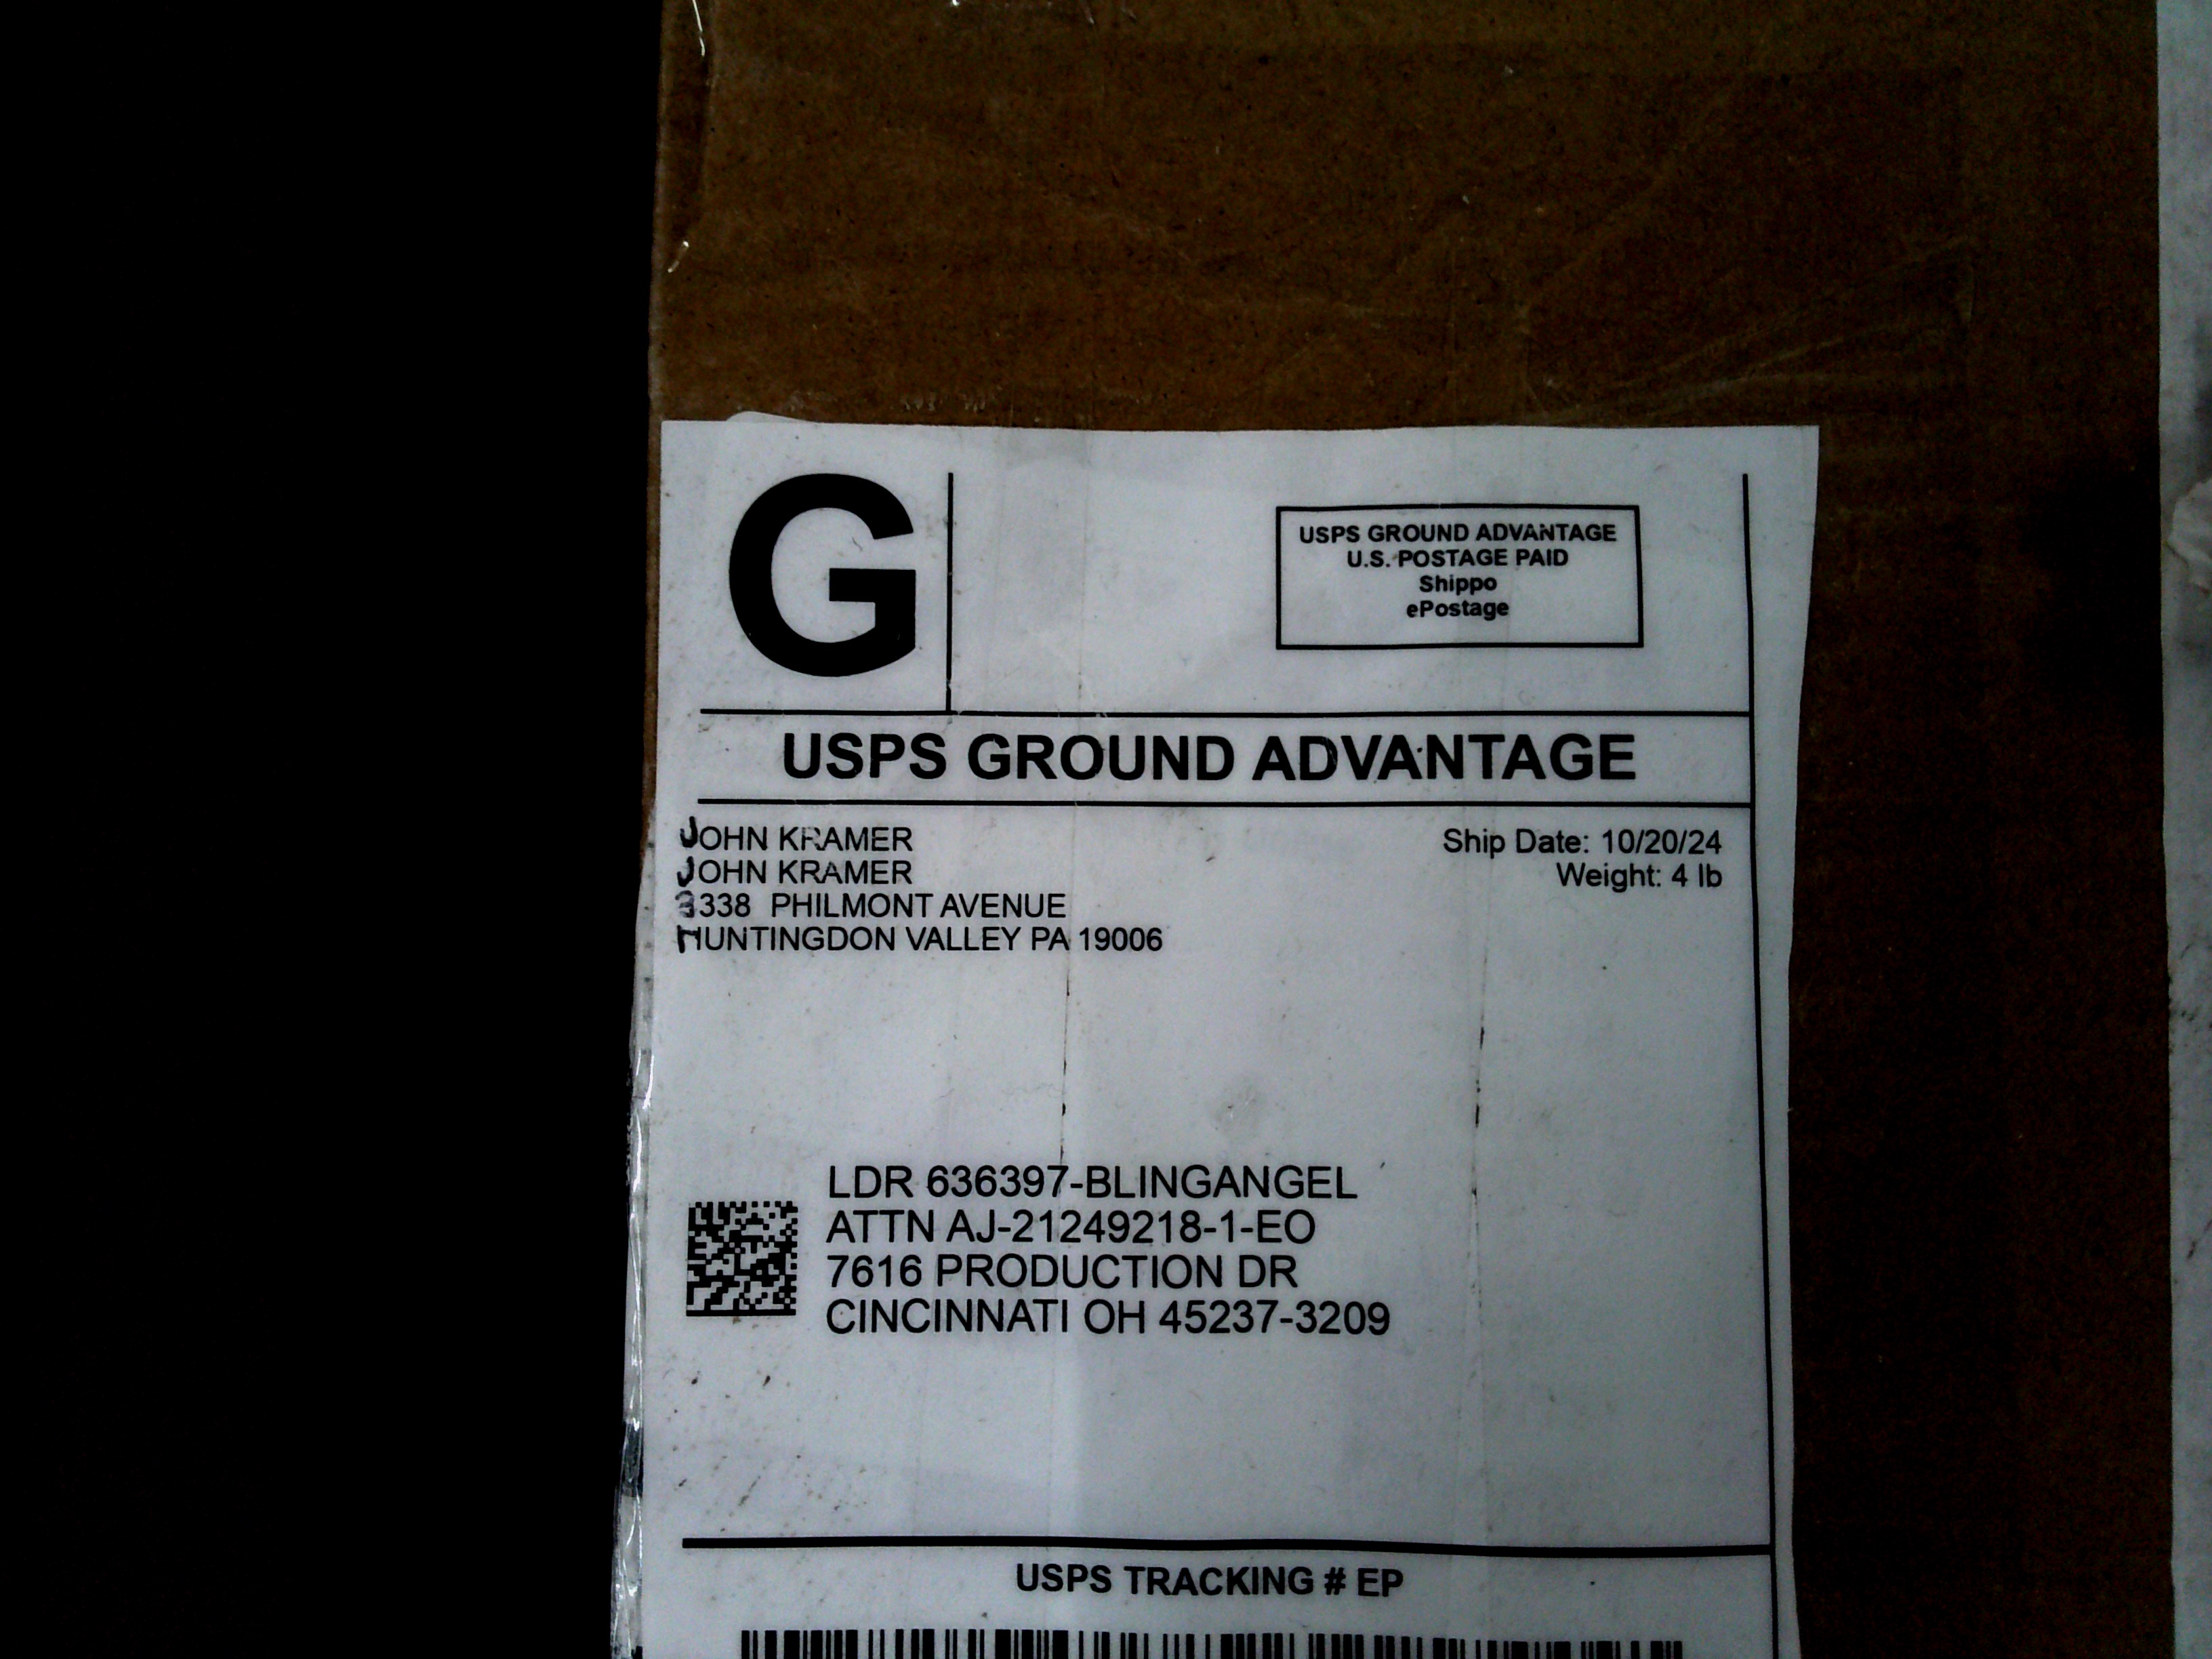 G
USPS GROUND ADVANTAGE
U.S. POSTAGE PAID
Shippo
ePostage
USPS GROUND ADVANTAGE
JOHN KRAMER
JOHN KRAMER
3338 PHILMONT AVENUE
HUNTINGDON VALLEY PA 19006
Ship Date: 10/20/24
Weight: 4 lb
LDR 636397-BLINGANGEL
ATTN AJ-21249218-1-EO
7616 PRODUCTION DR
CINCINNATI OH 45237-3209
USPS TRACKING # EP